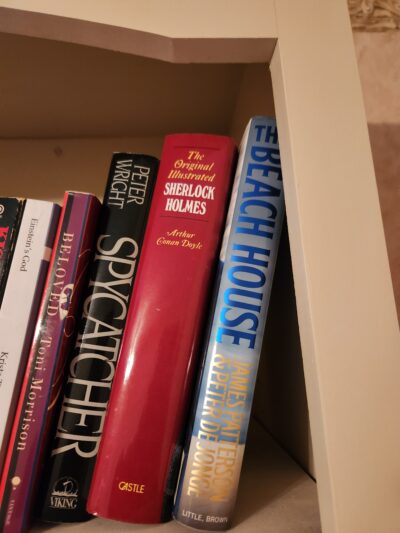 Einstein's God
Krista
BELOVED
Toni Morrison
PETER
WRIGHT
SPYCATCHER
VIKING
The
Original
Illustrated
SHERLOCK
HOLMES
Arthur
Conan Doyle
CASTLE
The
BEACH HOUSE
JAMES PATTERSON
& PETER DE JONGE
LITTLE, BROWN